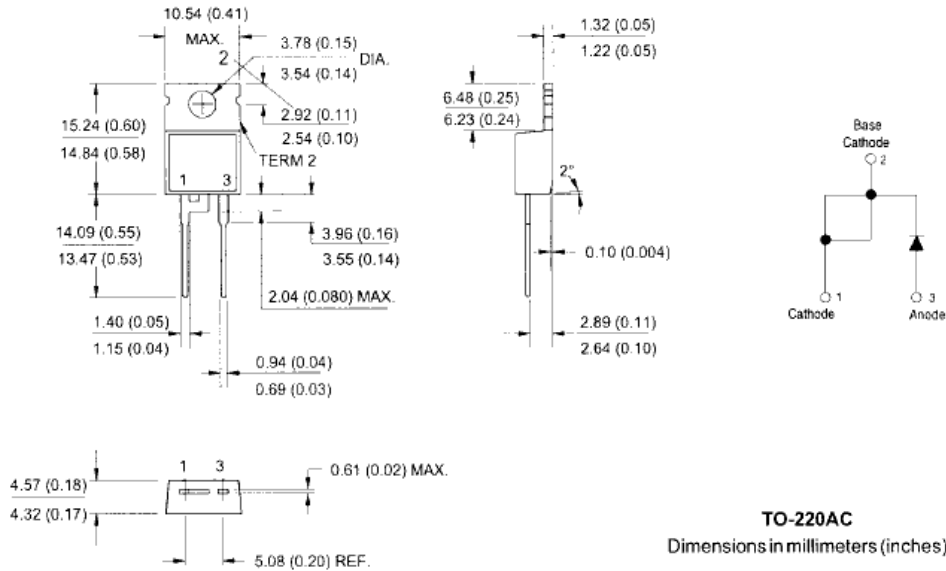 10.54 (0.41)
MAX.
2
3.78 (0.15)
3.54 (0.14)
DIA.
15.24 (0.60)
14.84 (0.58)
2.92 (0.11)
2.54 (0.10)
TERM 2
1
3
14.09 (0.55)
13.47 (0.53)
3.96 (0.16)
3.55 (0.14)
2.04 (0.080) MAX.
1.40 (0.05)
1.15 (0.04)
0.94 (0.04)
0.69 (0.03)
1.32 (0.05)
1.22 (0.05)
6.48 (0.25)
6.23 (0.24)
2°
0.10 (0.004)
2.89 (0.11)
2.64 (0.10)
Base
Cathode
2
1
Cathode
3
Anode
1
3
4.57 (0.18)
4.32 (0.17)
0.61 (0.02) MAX.
5.08 (0.20) REF.
TO-220AC
Dimensions in millimeters (inches)